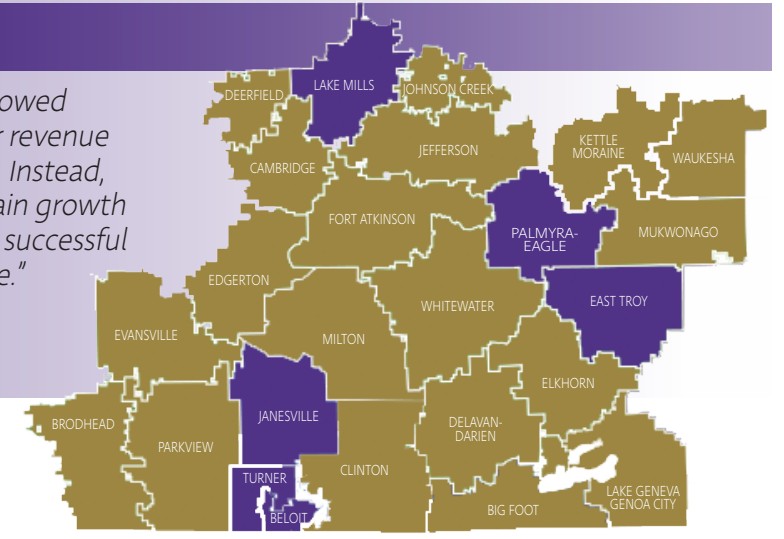 owed
r revenue
Instead,
ain growth
successful
e."
LAKE MILLS
DEERFIELD
JOHNSON CREEK
JEFFERSON
CAMBRIDGE
KETTLE
MORAINE
WAUKESHA
FORT ATKINSON
PALMYRA-
EAGLE
MUKWONAGO
EDGERTON
WHITEWATER
EAST TROY
EVANSVILLE
MILTON
ELKHORN
BRODHEAD
PARKVIEW
JANESVILLE
DELAVAN-
DARIEN
CLINTON
TURNER
BELOIT
BIG FOOT
LAKE GENEVA
GENOA CITY